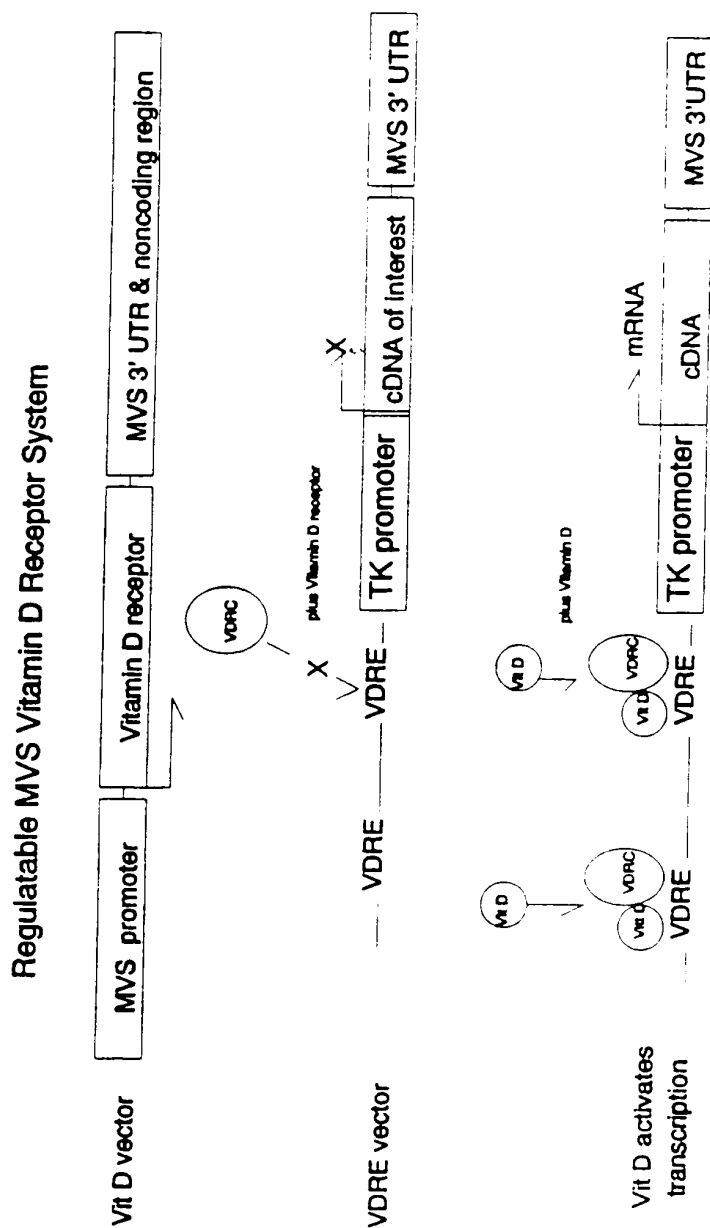 Regulatable MVS Vitamin D Receptor System
Vit D vector
MVS promoter
Vitamin D receptor
MVS 3' UTR & noncoding region
VDRC
X
plus Vitamin D receptor
X
VDRE vector
VDRE
VDRE
TK promoter
cDNA of Interest
MVS 3' UTR
Vit D
Vit D
plus Vitamin D
mRNA
Vit D activates
transcription
Vit D
VDRC
VDRE
Vit D
VDRC
VDRE
TK promoter
cDNA
MVS 3'UTR